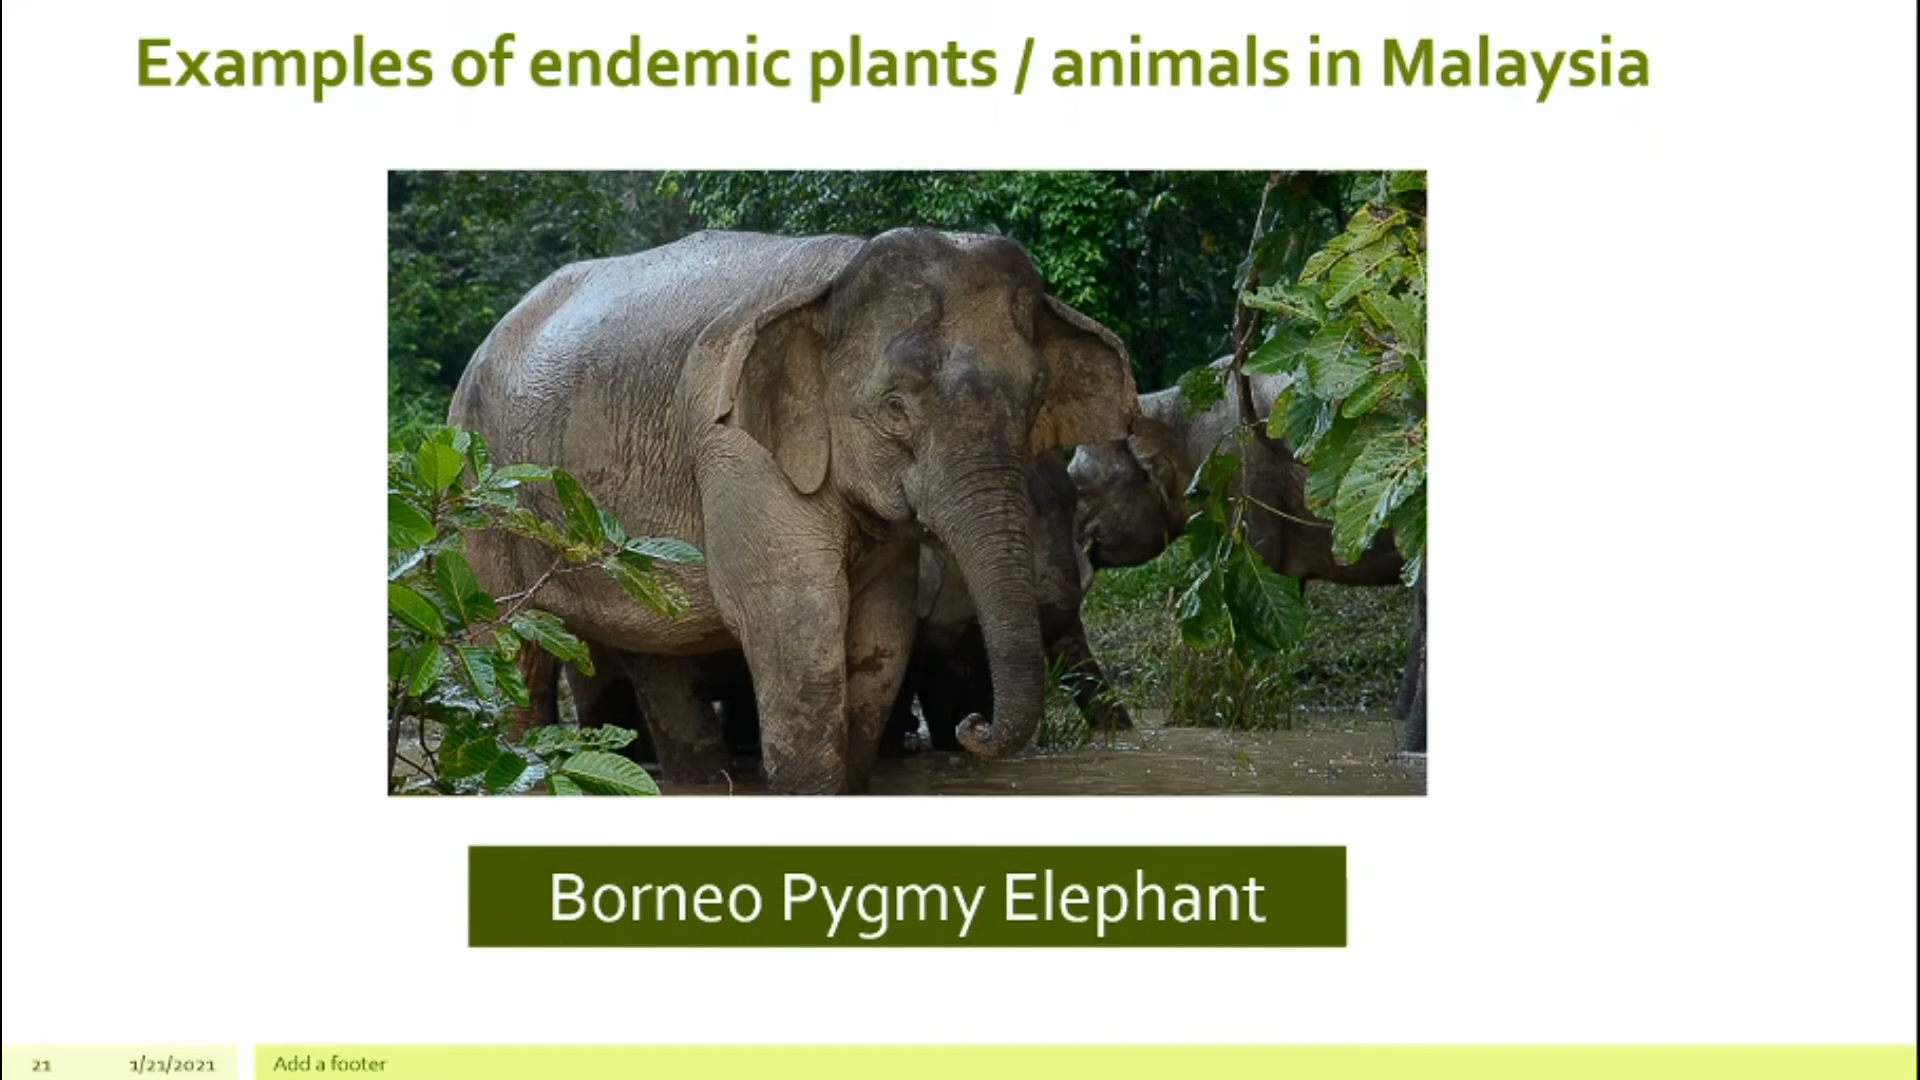 Examples of endemic plants / animals in Malaysia
Borneo Pygmy Elephant
21
1/21/2021
Add a footer